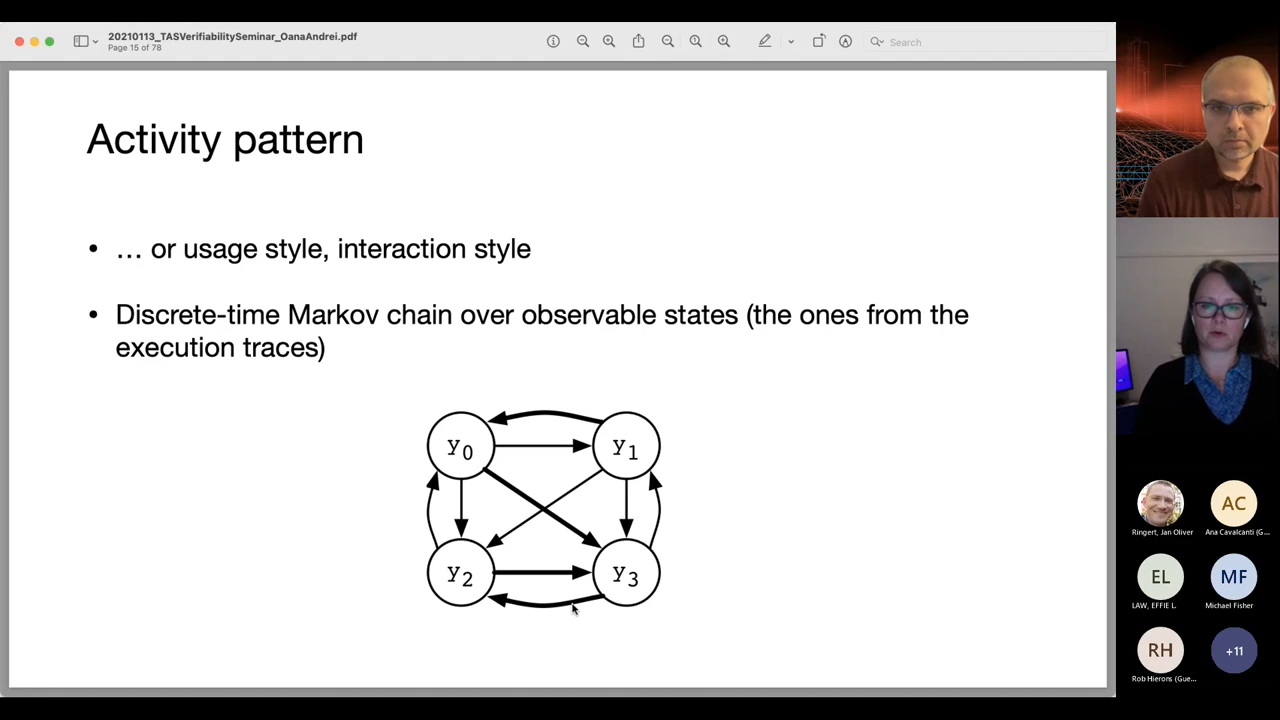 20210113_TASVerifiabilitySeminar_OanaAndrei.pdf
Page 15 of 78
Search
Activity pattern
• … or usage style, interaction style
• Discrete-time Markov chain over observable states (the ones from the
execution traces)
y0
y1
y2
y3
Ringert, Jan Oliver
AC
Ana Cavalcanti (G...
EL
LAW, EFFIE L.
MF
Michael Fisher
RH
Rob Hierons (Gue...
+11